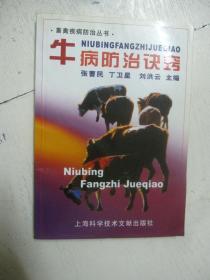 ·畜禽疾病防治丛书·
NIUBINGFANGZHIJUEQIAO
牛病防治诀窍
张曹民 丁卫星 刘洪云 主编
Niubing
Fangzhi Jueqiao
上海科学技术文献出版社